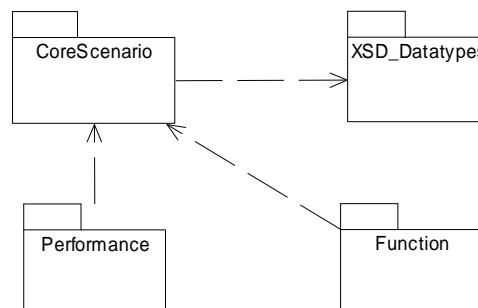 CoreScenario
XSD_Datatypes
Performance
Function